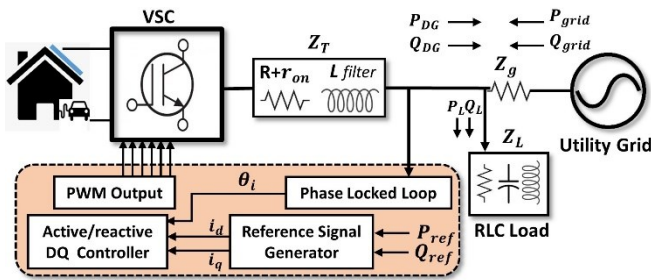 VSC
Z_T
R+r_on
L filter
P_DG
P_grid
Q_DG
Q_grid
Z_g
P_L Q_L
Z_L
Utility Grid
RLC Load
PWM Output
θ_i
Phase Locked Loop
Active/reactive
DQ Controller
i_d
i_q
Reference Signal
Generator
P_ref
Q_ref